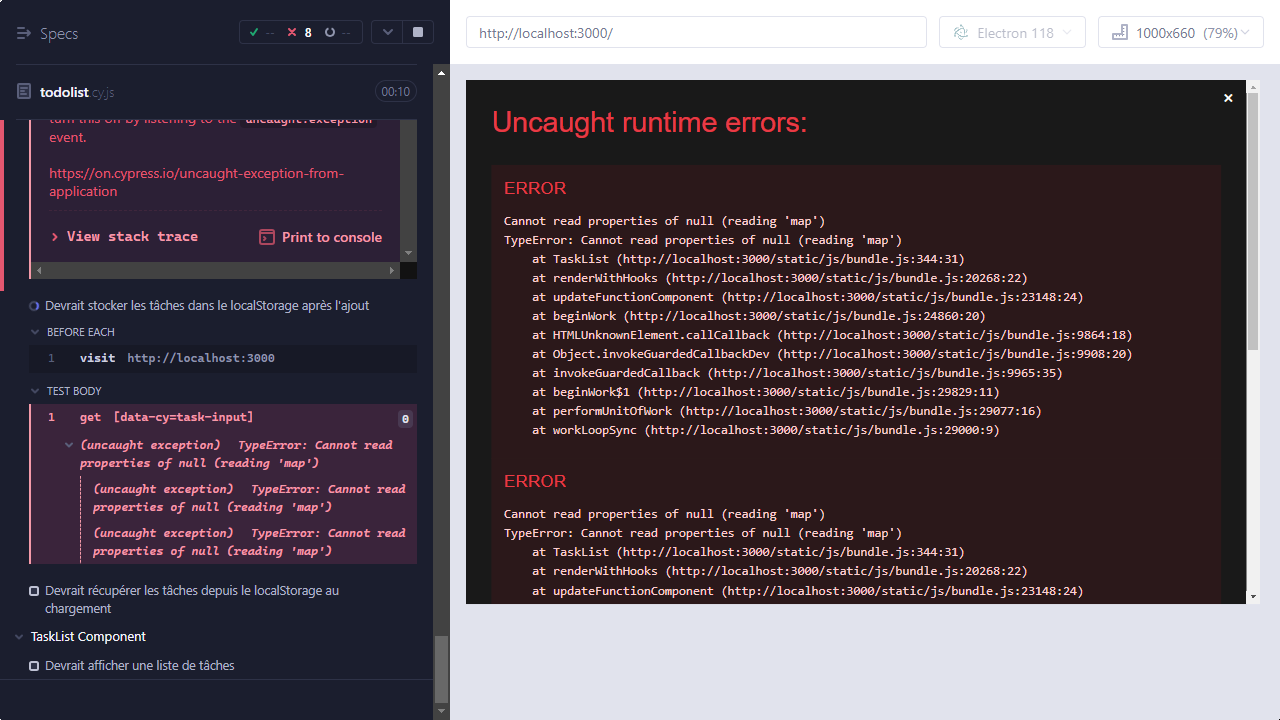 Specs
-- 8 --
todolist.cy.js
00:10
turn this off by listening to the uncaught:exception
event.
https://on.cypress.io/uncaught-exception-from-
application
View stack trace
Print to console
Devrait stocker les tâches dans le localStorage après l'ajout
BEFORE EACH
1 visit http://localhost:3000
TEST BODY
1 get [data-cy=task-input] 0
(uncaught exception) TypeError: Cannot read
properties of null (reading 'map')
(uncaught exception) TypeError: Cannot read
properties of null (reading 'map')
(uncaught exception) TypeError: Cannot read
properties of null (reading 'map')
Devrait récupérer les tâches depuis le localStorage au
chargement
TaskList Component
Devrait afficher une liste de tâches
http://localhost:3000/
Electron 118
1000x660 (79%)
Uncaught runtime errors:
ERROR
Cannot read properties of null (reading 'map')
TypeError: Cannot read properties of null (reading 'map')
at TaskList (http://localhost:3000/static/js/bundle.js:344:31)
at renderWithHooks (http://localhost:3000/static/js/bundle.js:20268:22)
at updateFunctionComponent (http://localhost:3000/static/js/bundle.js:23148:24)
at beginWork (http://localhost:3000/static/js/bundle.js:24860:20)
at HTMLUnknownElement.callCallback (http://localhost:3000/static/js/bundle.js:9864:18)
at Object.invokeGuardedCallbackDev (http://localhost:3000/static/js/bundle.js:9908:20)
at invokeGuardedCallback (http://localhost:3000/static/js/bundle.js:9965:35)
at beginWork$1 (http://localhost:3000/static/js/bundle.js:29829:11)
at performUnitOfWork (http://localhost:3000/static/js/bundle.js:29077:16)
at workLoopSync (http://localhost:3000/static/js/bundle.js:29000:9)
ERROR
Cannot read properties of null (reading 'map')
TypeError: Cannot read properties of null (reading 'map')
at TaskList (http://localhost:3000/static/js/bundle.js:344:31)
at renderWithHooks (http://localhost:3000/static/js/bundle.js:20268:22)
at updateFunctionComponent (http://localhost:3000/static/js/bundle.js:23148:24)